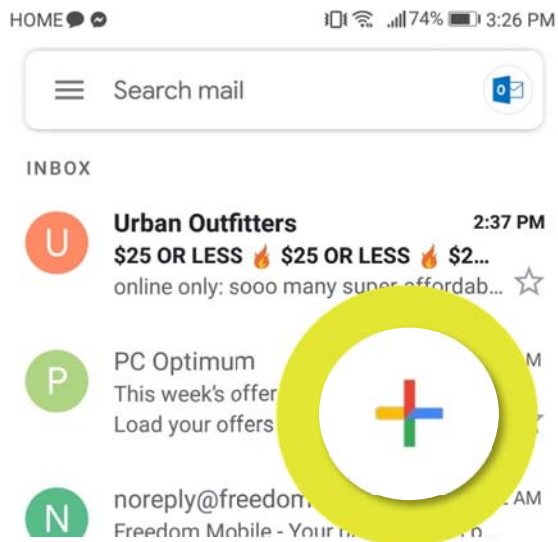 HOME 74% 3:26 PM
Search mail
INBOX
U Urban Outfitters 2:37 PM
$25 OR LESS 🔥 $25 OR LESS 🔥 $2...
online only: sooo many super affordab...
P PC Optimum M
This week's offer
Load your offers
N noreply@freedom AM
Freedom Mobile - Your